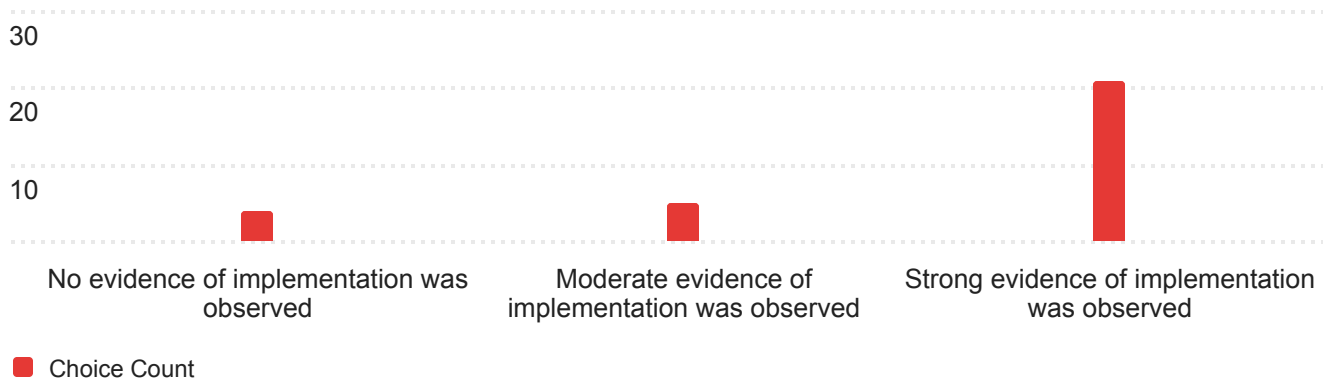 30
20
10
No evidence of implementation was
observed
Moderate evidence of
implementation was observed
Strong evidence of implementation
was observed
Choice Count